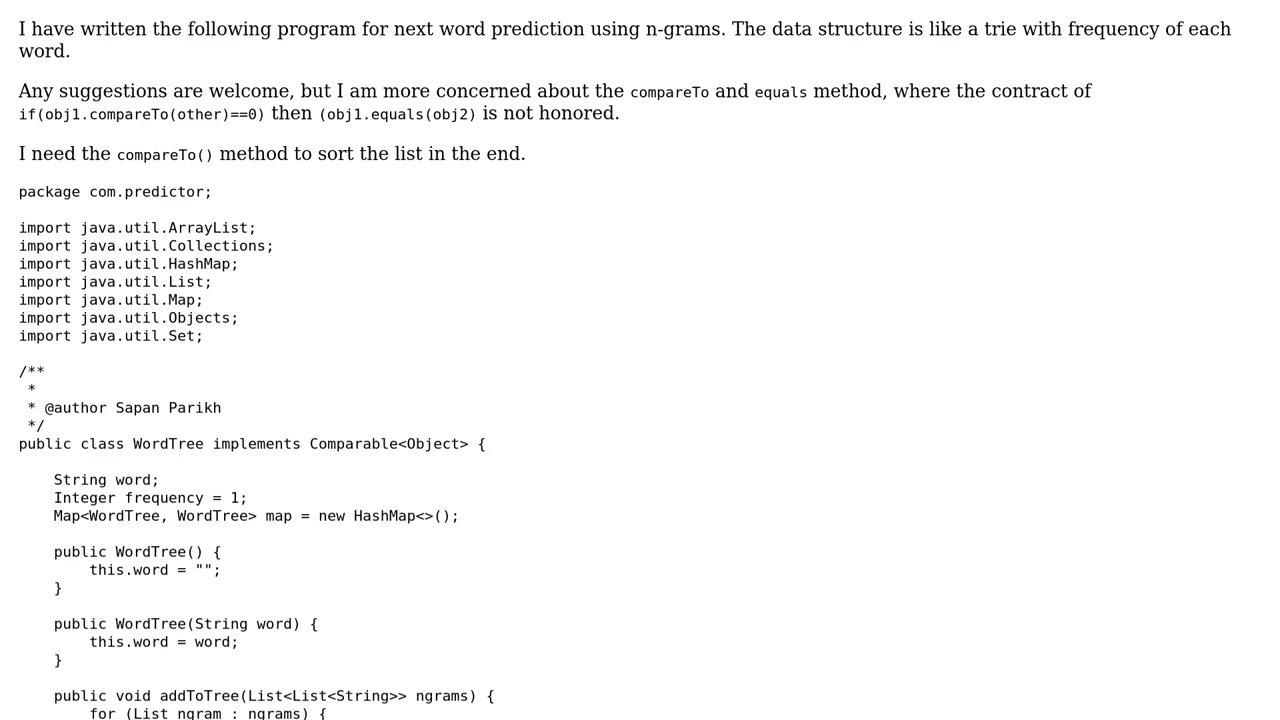 I have written the following program for next word prediction using n-grams. The data structure is like a trie with frequency of each
word.
Any suggestions are welcome, but I am more concerned about the compareTo and equals method, where the contract of
if(obj1.compareTo(other)==0) then (obj1.equals(obj2) is not honored.
I need the compareTo() method to sort the list in the end.
package com.predictor;
import java.util.ArrayList;
import java.util.Collections;
import java.util.HashMap;
import java.util.List;
import java.util.Map;
import java.util.Objects;
import java.util.Set;
/**
 *
 * @author Sapan Parikh
 */
public class WordTree implements Comparable<Object> {
    String word;
    Integer frequency = 1;
    Map<WordTree, WordTree> map = new HashMap<>();
    public WordTree() {
        this.word = "";
    }
    public WordTree(String word) {
        this.word = word;
    }
    public void addToTree(List<List<String>> ngrams) {
        for (List ngram : ngrams) {